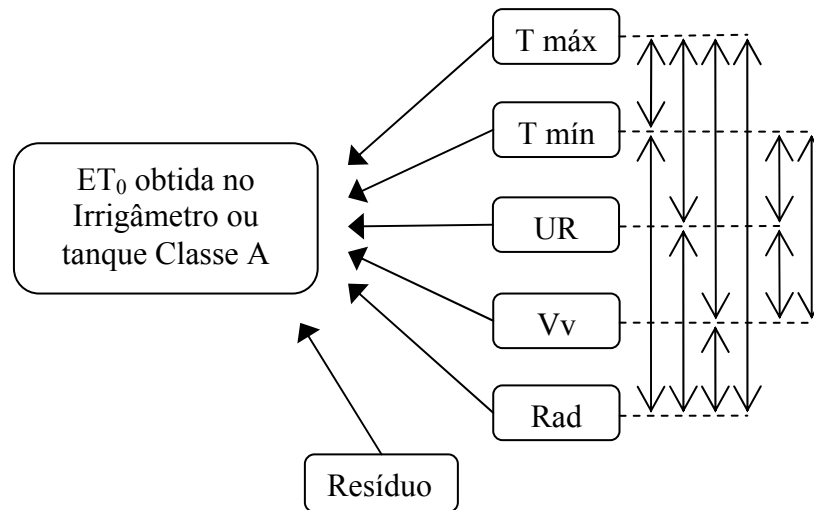 T máx
T mín
ET₀ obtida no
Irrigâmetro ou
tanque Classe A
UR
Vv
Rad
Resíduo